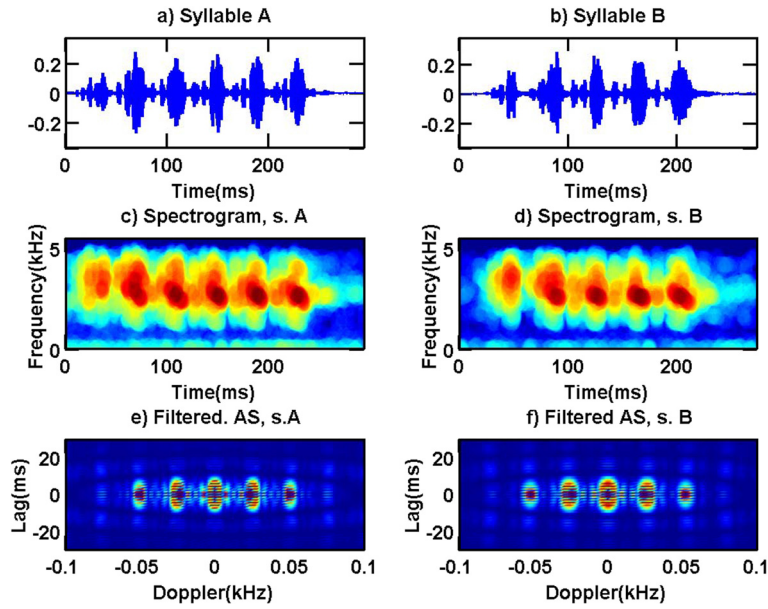 a) Syllable A
0.2
0
-0.2
0 100 200
Time(ms)
b) Syllable B
0.2
0
-0.2
0 100 200
Time(ms)
c) Spectrogram, s. A
Frequency(kHz)
5
0
0 100 200
Time(ms)
d) Spectrogram, s. B
Frequency(kHz)
5
0
0 100 200
Time(ms)
e) Filtered. AS, s.A
Lag(ms)
20
0
-20
-0.1 -0.05 0 0.05 0.1
Doppler(kHz)
f) Filtered AS, s. B
Lag(ms)
20
0
-20
-0.1 -0.05 0 0.05 0.1
Doppler(kHz)